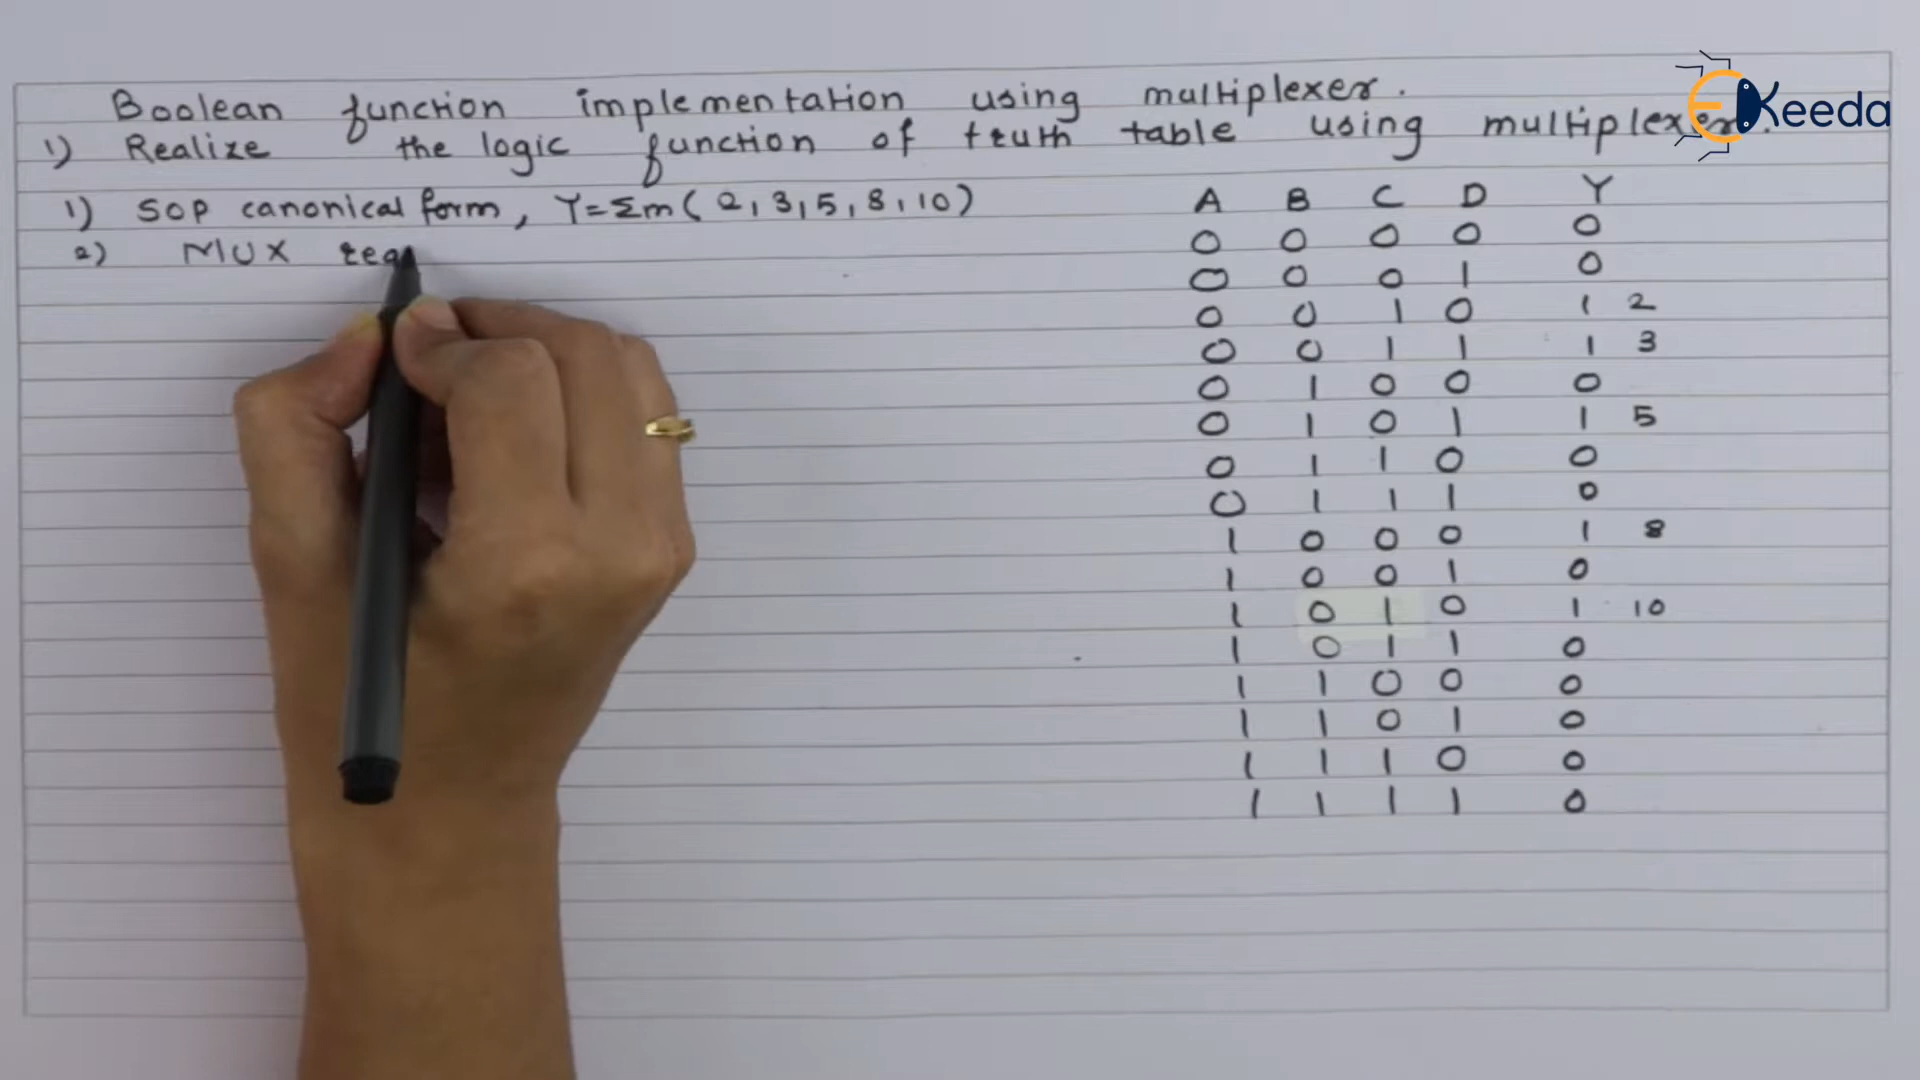 Boolean function implementation using multiplexer.
1) Realize the logic function of truth table using multiplexer.
1) SOP canonical form, Y=Σm( 2,3,5,8,10)
2) MUX req
A B C D Y
0 0 0 0 0
0 0 0 1 0
0 0 1 0 1 2
0 0 1 1 1 3
0 1 0 0 0
0 1 0 1 1 5
0 1 1 0 0
0 1 1 1 0
1 0 0 0 1 8
1 0 0 1 0
1 0 1 0 1 10
1 0 1 1 0
1 1 0 0 0
1 1 0 1 0
1 1 1 0 0
1 1 1 1 0
EKeeda